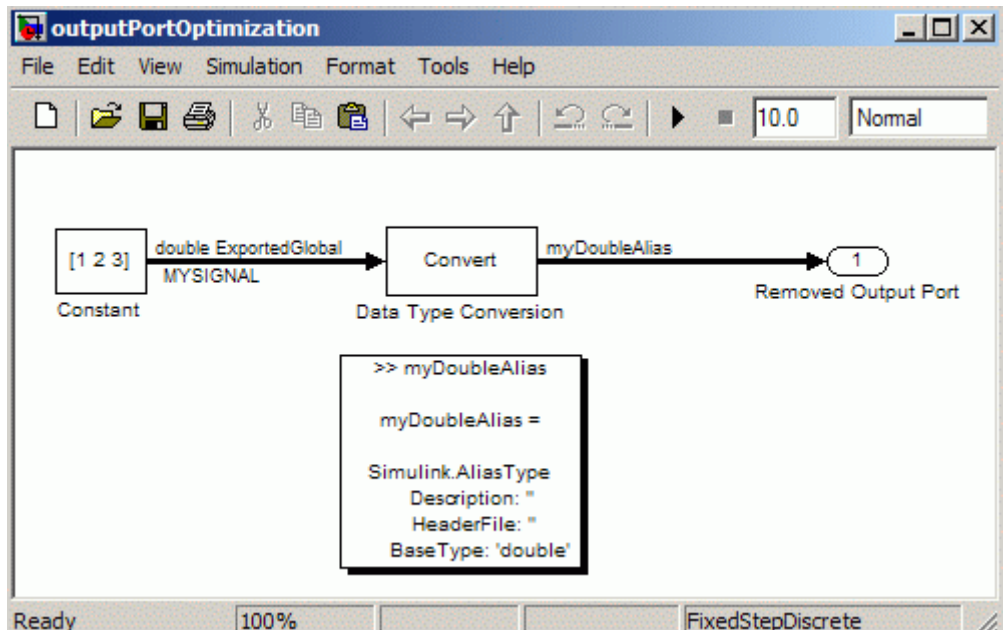 outputPortOptimization
File Edit View Simulation Format Tools Help
10.0 Normal
[1 2 3]
double ExportedGlobal
MYSIGNAL
Constant
Convert
Data Type Conversion
myDoubleAlias
1
Removed Output Port
>> myDoubleAlias
myDoubleAlias =
Simulink.AliasType
Description: ''
HeaderFile: ''
BaseType: 'double'
Ready 100% FixedStepDiscrete